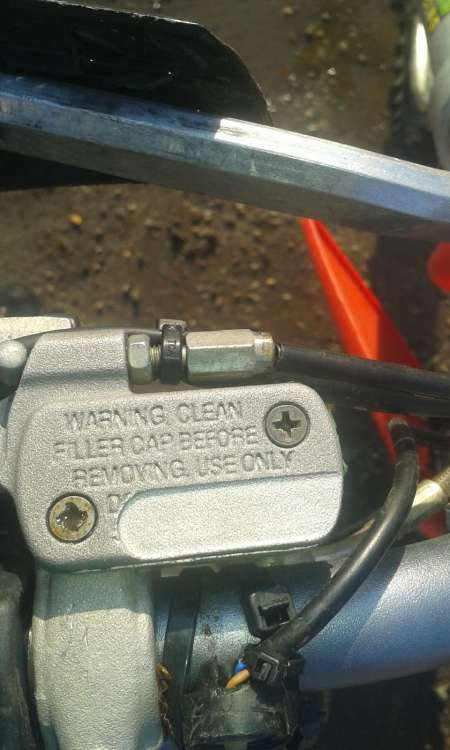 WARNING, CLEAN
FILLER CAP BEFORE
REMOVING. USE ONLY